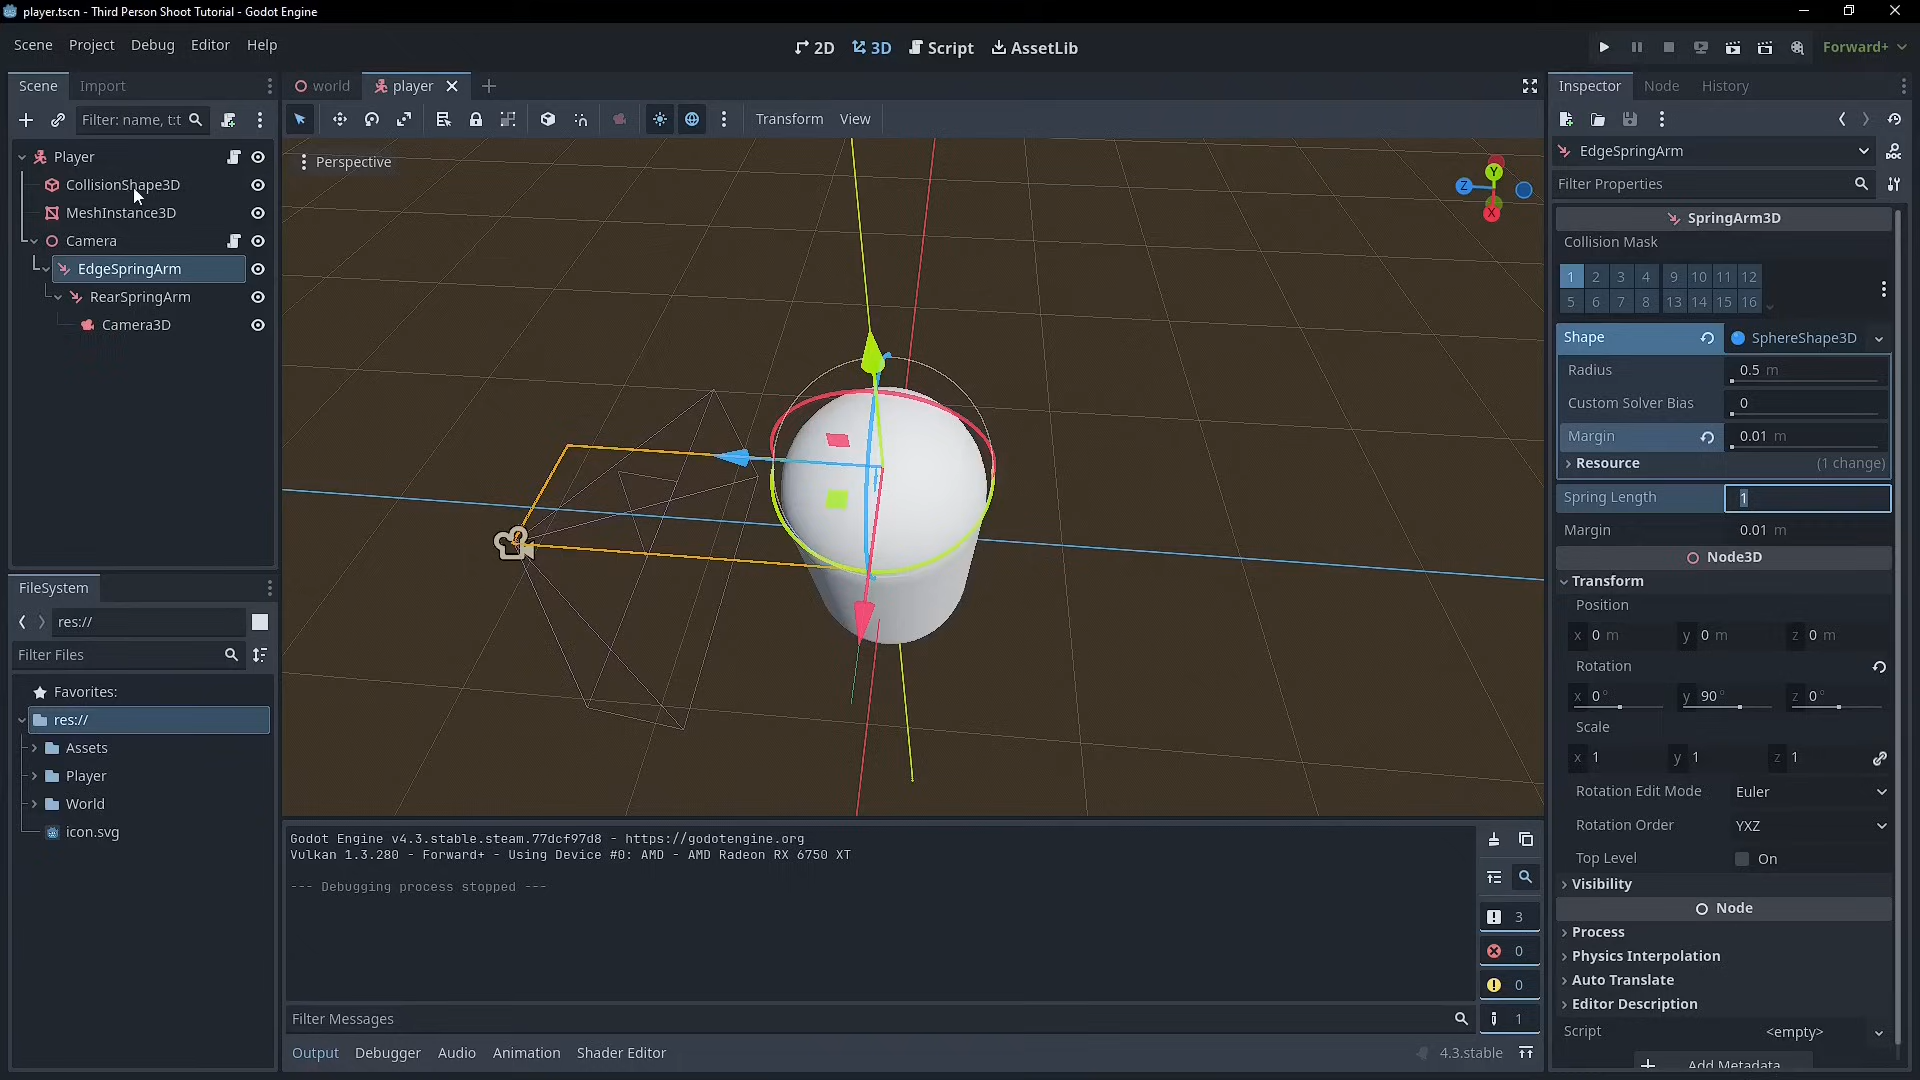 player.tscn - Third Person Shoot Tutorial - Godot Engine
Scene Project Debug Editor Help
2D 3D Script AssetLib
Forward+
Scene Import
Filter: name, t:t
Player
CollisionShape3D
MeshInstance3D
Camera
EdgeSpringArm
RearSpringArm
Camera3D
FileSystem
res://
Filter Files
Favorites:
res://
Assets
Player
World
icon.svg
world player
Transform View
Perspective
Y
Z
X
Godot Engine v4.3.stable.steam.77dcf97d8 - https://godotengine.org
Vulkan 1.3.280 - Forward+ - Using Device #0: AMD - AMD Radeon RX 6750 XT
--- Debugging process stopped ---
3
0
0
1
Filter Messages
Output Debugger Audio Animation Shader Editor
4.3.stable
Inspector Node History
EdgeSpringArm
Filter Properties
SpringArm3D
Collision Mask
1 2 3 4 9 10 11 12
5 6 7 8 13 14 15 16
Shape SphereShape3D
Radius 0.5 m
Custom Solver Bias 0
Margin 0.01 m
Resource (1 change)
Spring Length 1
Margin 0.01 m
Node3D
Transform
Position
x 0 m y 0 m z 0 m
Rotation
x 0° y 90° z 0°
Scale
x 1 y 1 z 1
Rotation Edit Mode Euler
Rotation Order YXZ
Top Level On
Visibility
Node
Process
Physics Interpolation
Auto Translate
Editor Description
Script <empty>
Add Metadata